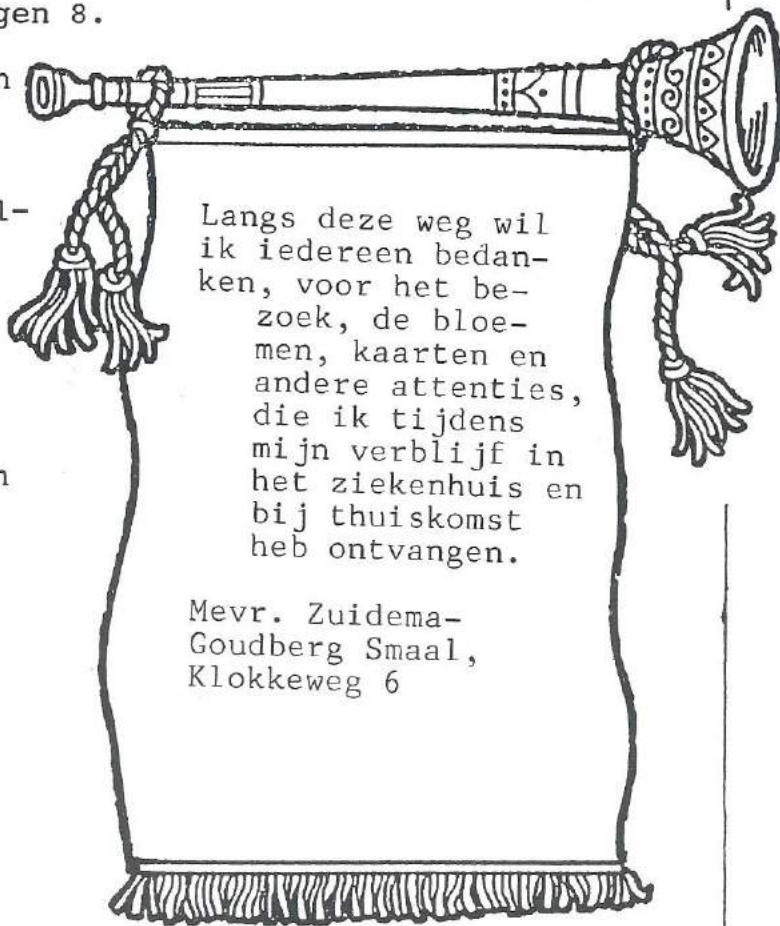 gen 8.
n
l-
Langs deze weg wil
ik iedereen bedan-
ken, voor het be-
zoek, de bloe-
men, kaarten en
andere attenties,
die ik tijdens
mijn verblijf in
het ziekenhuis en
bij thuiskomst
heb ontvangen.
n
Mevr. Zuidema-
Goudberg Smaal,
Klokkeweg 6